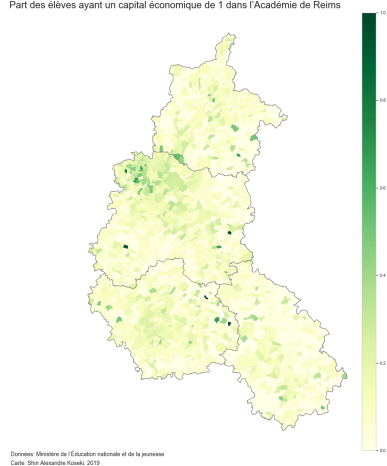 Part des élèves ayant un capital économique de 1 dans l'Académie de Reims
1.0
0.8
0.6
0.4
0.2
0.0
Données: Ministère de l'Éducation nationale et de la jeunesse
Carte: Shin Alexandre Koseki, 2019